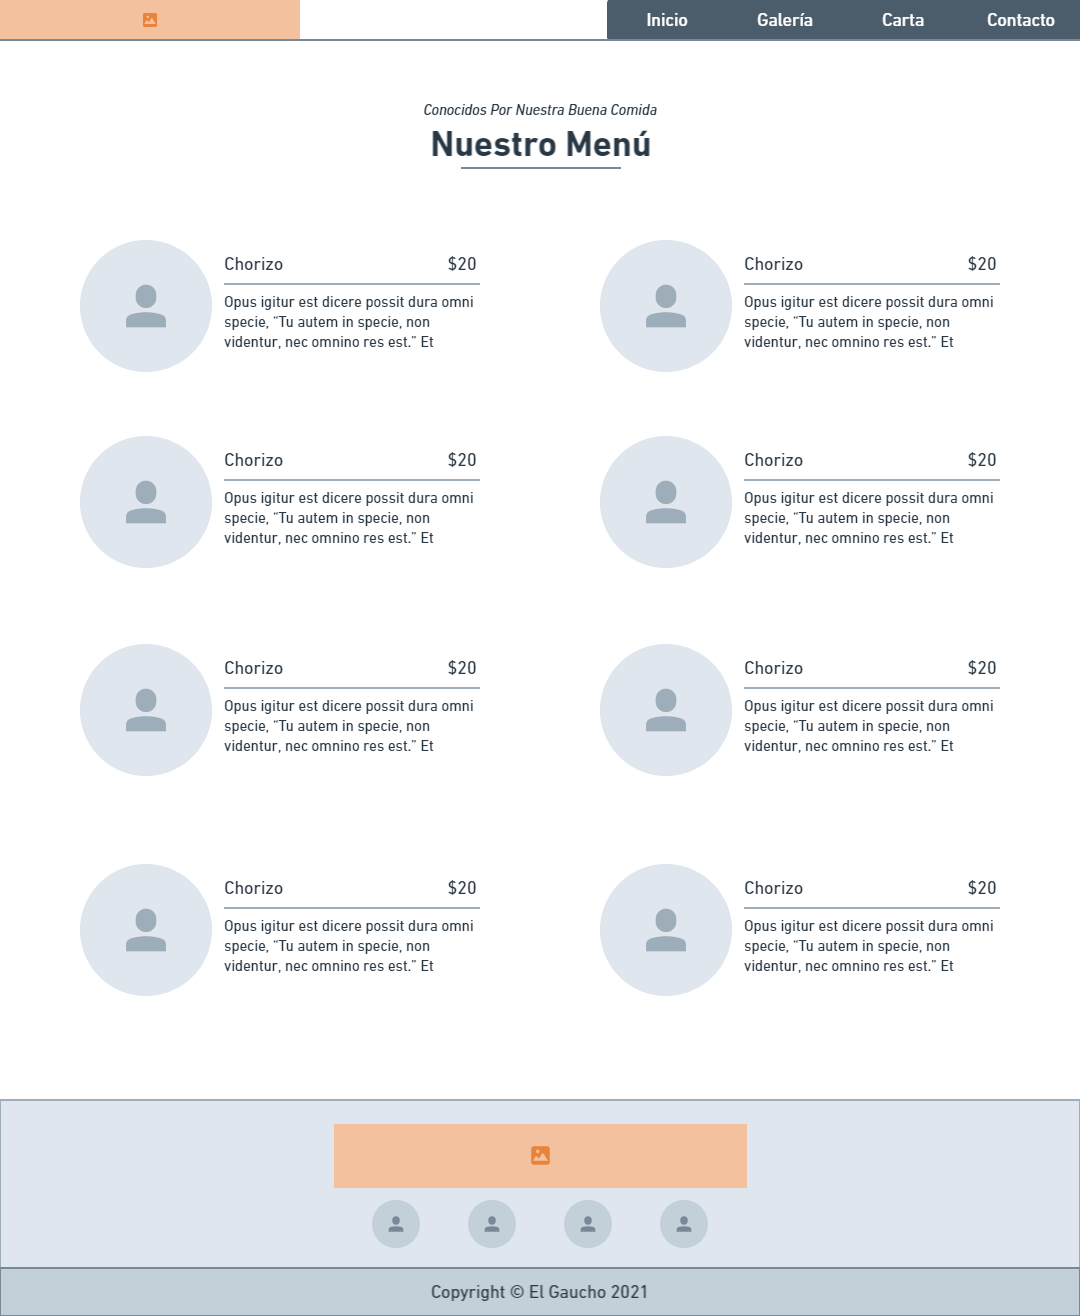 Inicio Galería Carta Contacto
Conocidos Por Nuestra Buena Comida
Nuestro Menú
Chorizo $20
Opus igitur est dicere possit dura omni
specie, “Tu autem in specie, non
videntur, nec omnino res est.” Et
Chorizo $20
Opus igitur est dicere possit dura omni
specie, “Tu autem in specie, non
videntur, nec omnino res est.” Et
Chorizo $20
Opus igitur est dicere possit dura omni
specie, “Tu autem in specie, non
videntur, nec omnino res est.” Et
Chorizo $20
Opus igitur est dicere possit dura omni
specie, “Tu autem in specie, non
videntur, nec omnino res est.” Et
Chorizo $20
Opus igitur est dicere possit dura omni
specie, “Tu autem in specie, non
videntur, nec omnino res est.” Et
Chorizo $20
Opus igitur est dicere possit dura omni
specie, “Tu autem in specie, non
videntur, nec omnino res est.” Et
Chorizo $20
Opus igitur est dicere possit dura omni
specie, “Tu autem in specie, non
videntur, nec omnino res est.” Et
Chorizo $20
Opus igitur est dicere possit dura omni
specie, “Tu autem in specie, non
videntur, nec omnino res est.” Et
Copyright © El Gaucho 2021